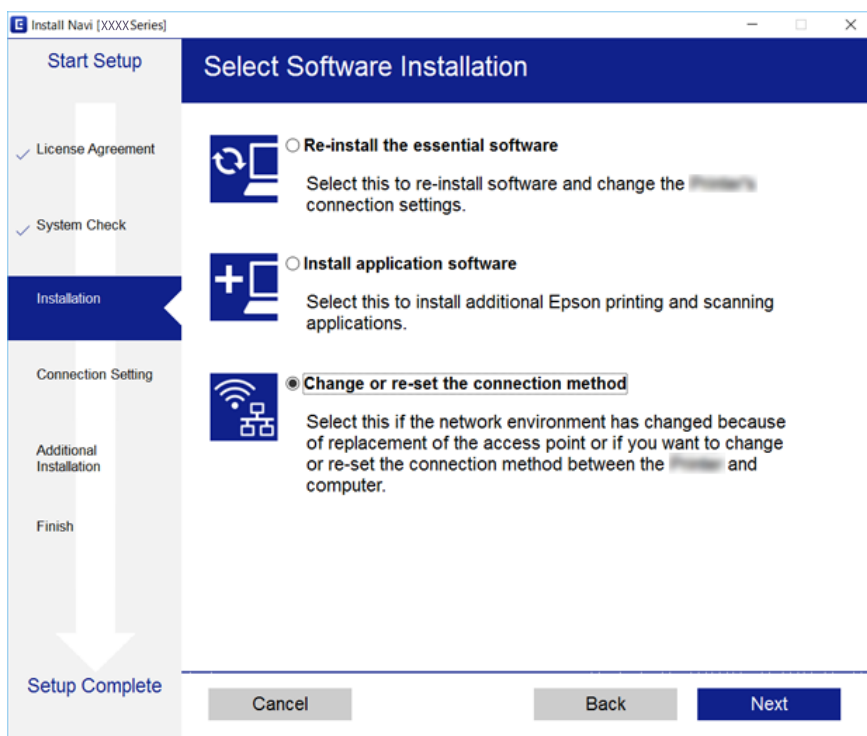 Install Navi [XXXX Series]
Start Setup
License Agreement
System Check
Installation
Connection Setting
Additional
Installation
Finish
Setup Complete
Select Software Installation
Re-install the essential software
Select this to re-install software and change the
connection settings.
Install application software
Select this to install additional Epson printing and scanning
applications.
Change or re-set the connection method
Select this if the network environment has changed because
of replacement of the access point or if you want to change
or re-set the connection method between the and
computer.
Cancel
Back
Next